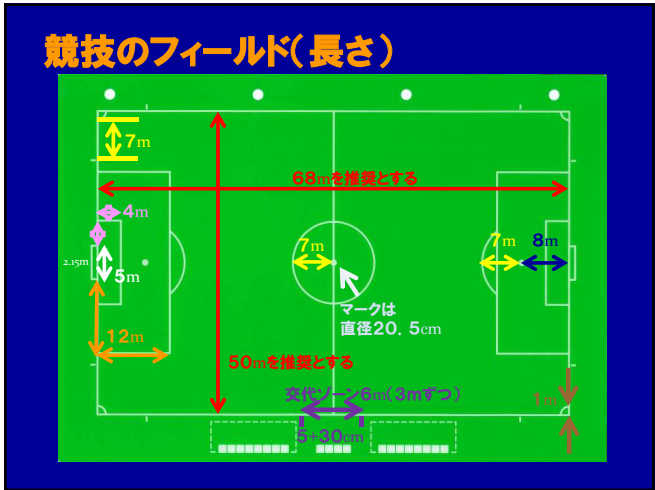 競技のフィールド(長さ)
7m
68mを推奨とする
4m
7m
7m
8m
2.15m
5m
マークは
直径20.5cm
12m
50mを推奨とする
交代ゾーン6m(3mずつ)
1m
5+30cm